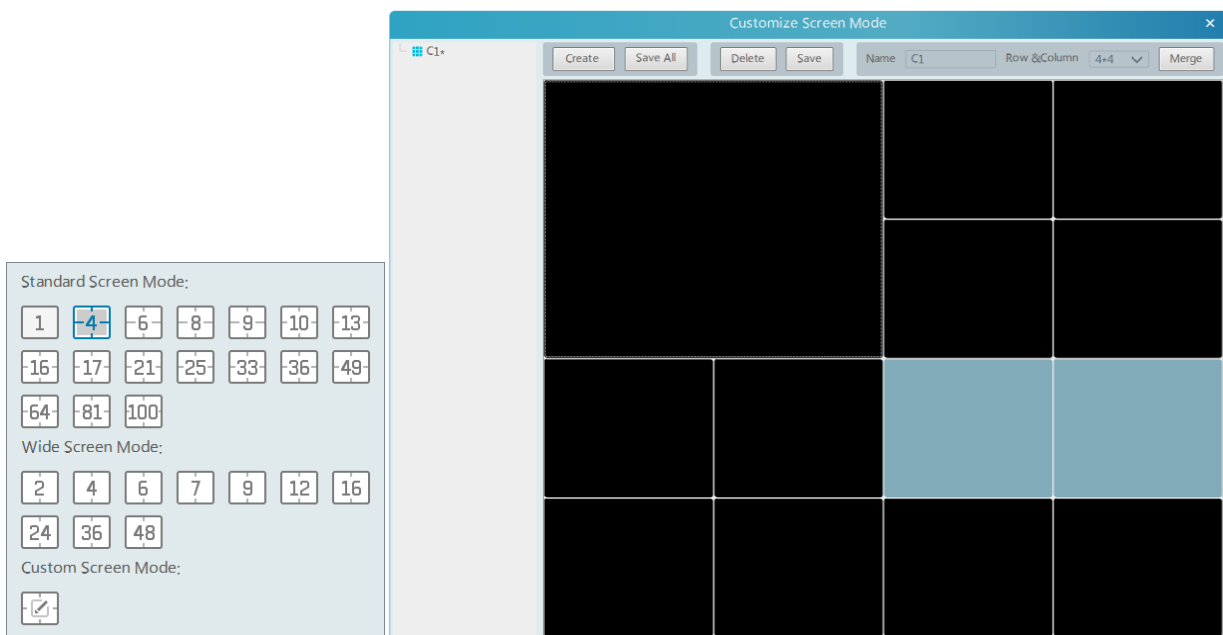 Customize Screen Mode ×
C1*
Create Save All Delete Save Name C1 Row &Column 4*4 Merge
Standard Screen Mode:
1 4 6 8 9 10 13
16 17 21 25 33 36 49
64 81 100
Wide Screen Mode:
2 4 6 7 9 12 16
24 36 48
Custom Screen Mode: